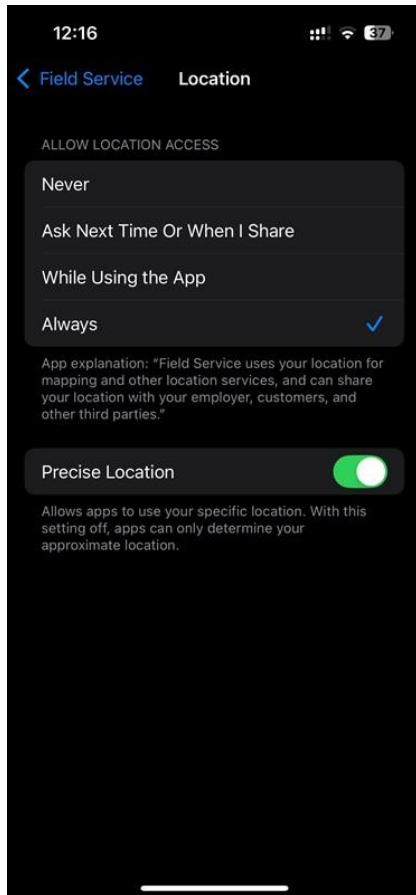 12:16
37
Field Service
Location
ALLOW LOCATION ACCESS
Never
Ask Next Time Or When I Share
While Using the App
Always
App explanation: “Field Service uses your location for
mapping and other location services, and can share
your location with your employer, customers, and
other third parties.”
Precise Location
Allows apps to use your specific location. With this
setting off, apps can only determine your
approximate location.